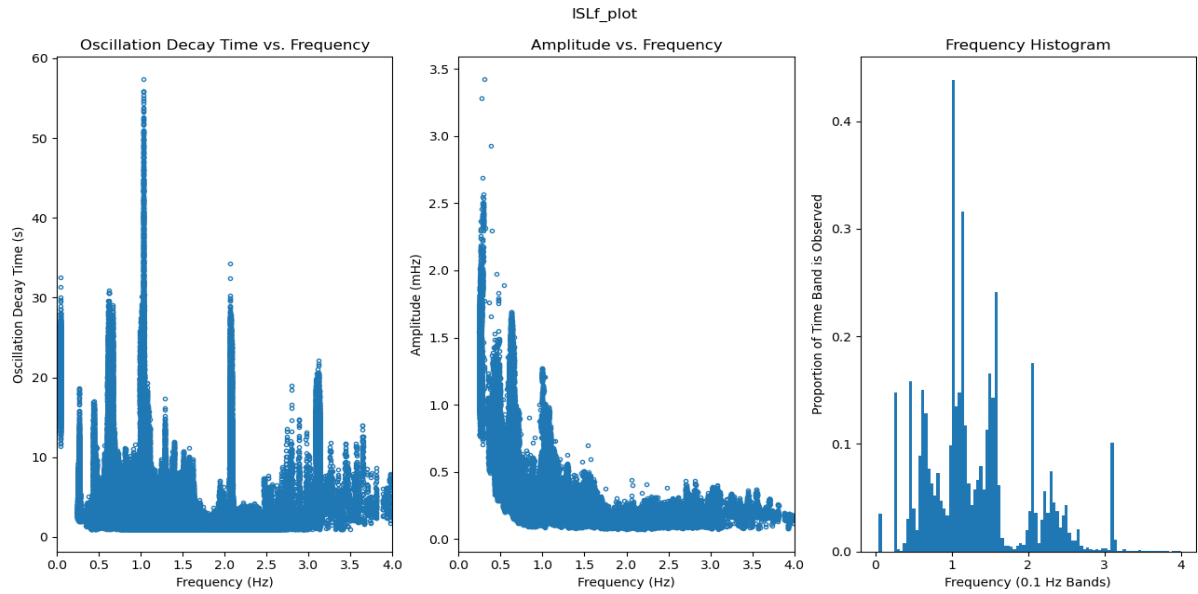 ISLf_plot
Oscillation Decay Time vs. Frequency
Oscillation Decay Time (s)
60
50
40
30
20
10
0
0.0 0.5 1.0 1.5 2.0 2.5 3.0 3.5 4.0
Frequency (Hz)
Amplitude vs. Frequency
Amplitude (mHz)
3.5
3.0
2.5
2.0
1.5
1.0
0.5
0.0
0.0 0.5 1.0 1.5 2.0 2.5 3.0 3.5 4.0
Frequency (Hz)
Frequency Histogram
Proportion of Time Band is Observed
0.4
0.3
0.2
0.1
0.0
0 1 2 3 4
Frequency (0.1 Hz Bands)